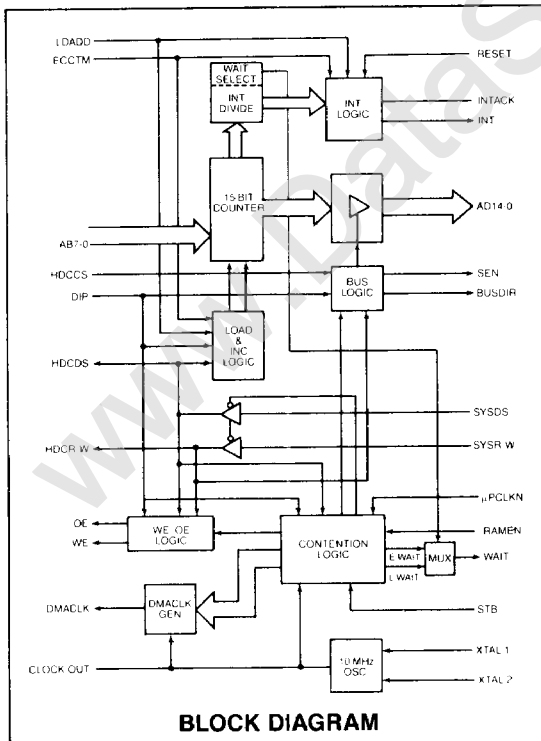 LDADD
ECCTM
WAIT
SELECT
INT
DIVIDE
INT
LOGIC
RESET
INTACK
INT
15 BIT
COUNTER
AD14-0
AB7-0
HDCCS
DIP
BUS
LOGIC
SEN
BUSDIR
LOAD
&
INC
LOGIC
HDCDS
SYSDS
HDCR W
SYSR W
μPCLKN
OE
WE
WE OE
LOGIC
CONTENTION
LOGIC
RAMEN
E WAIT
L WAIT
MUX
WAIT
DMACLK
DMACLK
GEN
STB
CLOCK OUT
10 MHz
OSC
XTAL 1
XTAL 2
BLOCK DIAGRAM
www.DataS